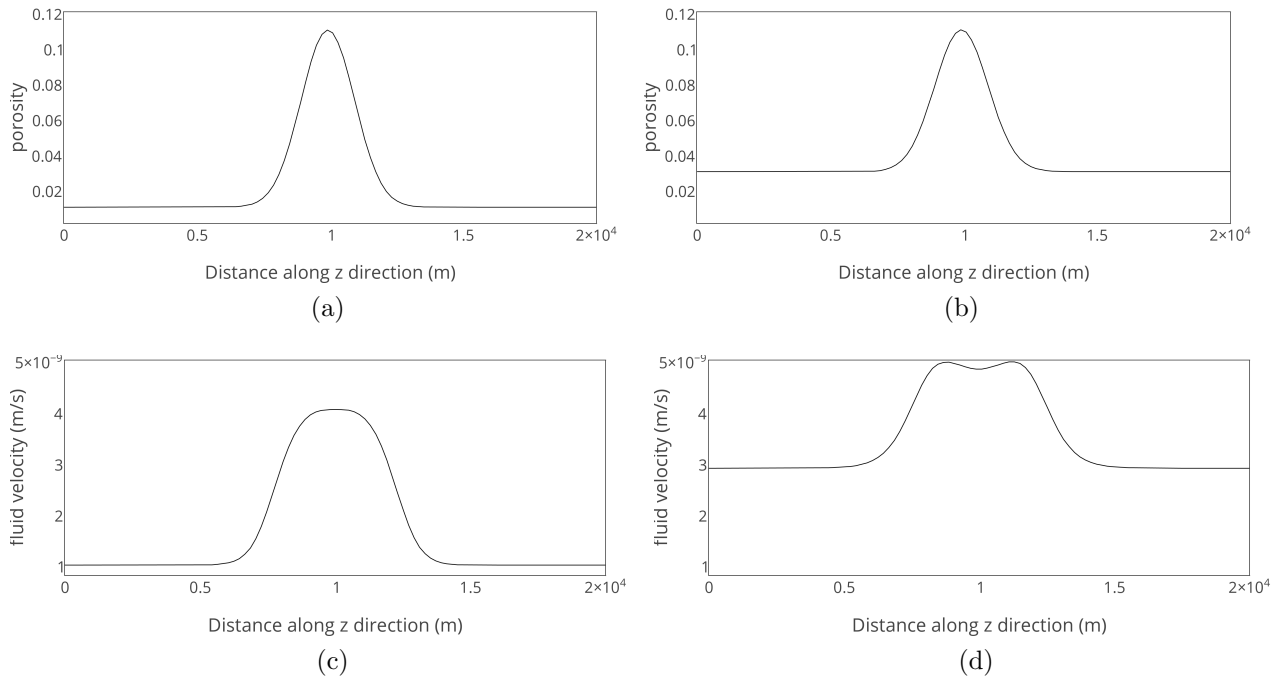 0.12
0.1
0.08
0.06
0.04
0.02
porosity
0 0.5 1 1.5 2×10⁴
Distance along z direction (m)
(a)
0.12
0.1
0.08
0.06
0.04
0.02
porosity
0 0.5 1 1.5 2×10⁴
Distance along z direction (m)
(b)
5×10⁻⁹
4
3
2
1
fluid velocity (m/s)
0 0.5 1 1.5 2×10⁴
Distance along z direction (m)
(c)
5×10⁻⁹
4
3
2
1
fluid velocity (m/s)
0 0.5 1 1.5 2×10⁴
Distance along z direction (m)
(d)